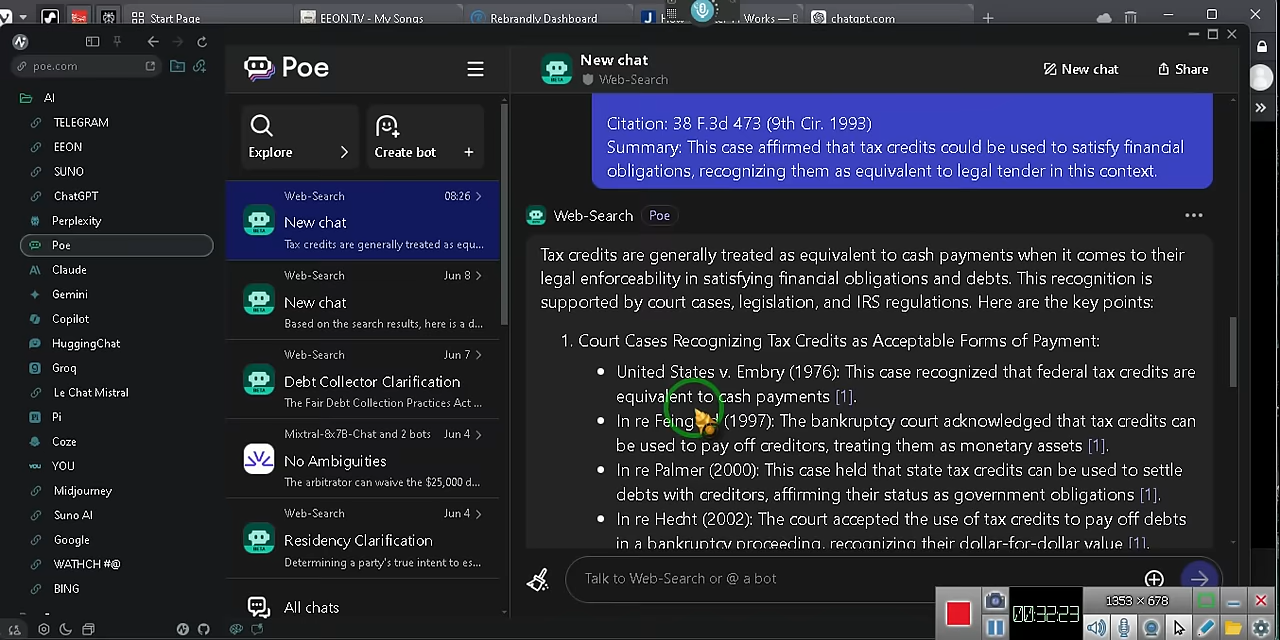 Start Page
EEON.TV - My Songs
Rebrandly Dashboard
Works — B
chatgpt.com
poe.com
AI
TELEGRAM
EEON
SUNO
ChatGPT
Perplexity
Poe
Claude
Gemini
Copilot
HuggingChat
Groq
Le Chat Mistral
Pi
Coze
YOU
Midjourney
Suno AI
Google
WATHCH #@
BING
Poe
Explore
Create bot
Web-Search 08:26
New chat
Tax credits are generally treated as equ...
Web-Search Jun 8
New chat
Based on the search results, here is a d...
Web-Search Jun 7
Debt Collector Clarification
The Fair Debt Collection Practices Act ...
Mixtral-8x7B-Chat and 2 bots Jun 4
No Ambiguities
The arbitrator can waive the $25,000 d...
Web-Search Jun 4
Residency Clarification
Determining a party's true intent to es...
All chats
New chat
Web-Search
New chat
Share
Citation: 38 F.3d 473 (9th Cir. 1993)
Summary: This case affirmed that tax credits could be used to satisfy financial
obligations, recognizing them as equivalent to legal tender in this context.
Web-Search Poe
Tax credits are generally treated as equivalent to cash payments when it comes to their
legal enforceability in satisfying financial obligations and debts. This recognition is
supported by court cases, legislation, and IRS regulations. Here are the key points:
1. Court Cases Recognizing Tax Credits as Acceptable Forms of Payment:
United States v. Embry (1976): This case recognized that federal tax credits are
equivalent to cash payments [1].
In re (1997): The bankruptcy court acknowledged that tax credits can
be used to pay off creditors, treating them as monetary assets [1].
In re Palmer (2000): This case held that state tax credits can be used to settle
debts with creditors, affirming their status as government obligations [1].
In re Hecht (2002): The court accepted the use of tax credits to pay off debts
in a bankruptcy proceeding, recognizing their dollar-for-dollar value [1].
Talk to Web-Search or @ a bot
1353 × 678
00:32:23